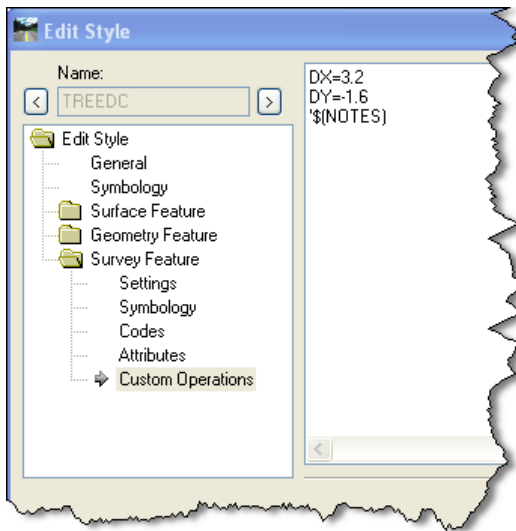 Edit Style
Name:
< TREEDC >
Edit Style
General
Symbology
Surface Feature
Geometry Feature
Survey Feature
Settings
Symbology
Codes
Attributes
Custom Operations
DX=3.2
DY=-1.6
'$(NOTES)